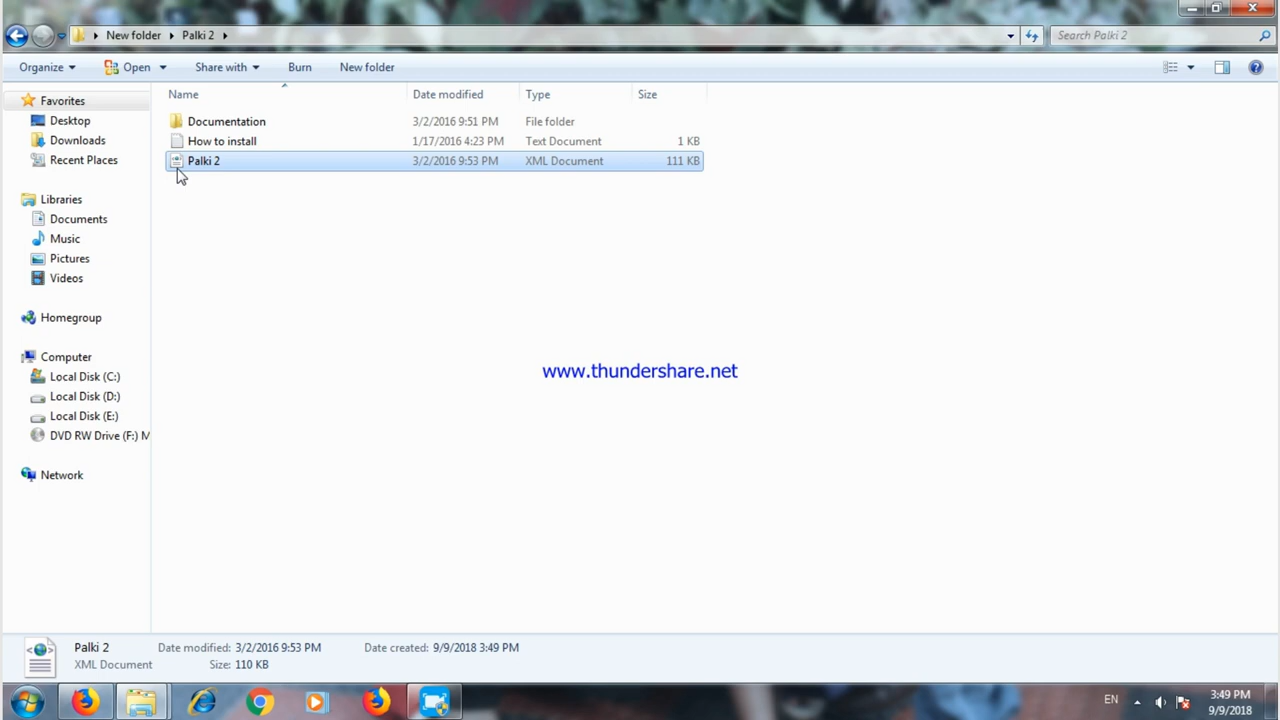 New folder Palki 2
Search Palki 2
Organize Open Share with Burn New folder
Name Date modified Type Size
Favorites
Desktop
Downloads
Recent Places
Libraries
Documents
Music
Pictures
Videos
Homegroup
Computer
Local Disk (C:)
Local Disk (D:)
Local Disk (E:)
DVD RW Drive (F:) M
Network
Documentation 3/2/2016 9:51 PM File folder
How to install 1/17/2016 4:23 PM Text Document 1 KB
Palki 2 3/2/2016 9:53 PM XML Document 111 KB
www.thundershare.net
Palki 2 Date modified: 3/2/2016 9:53 PM Date created: 9/9/2018 3:49 PM
XML Document Size: 110 KB
EN
3:49 PM
9/9/2018